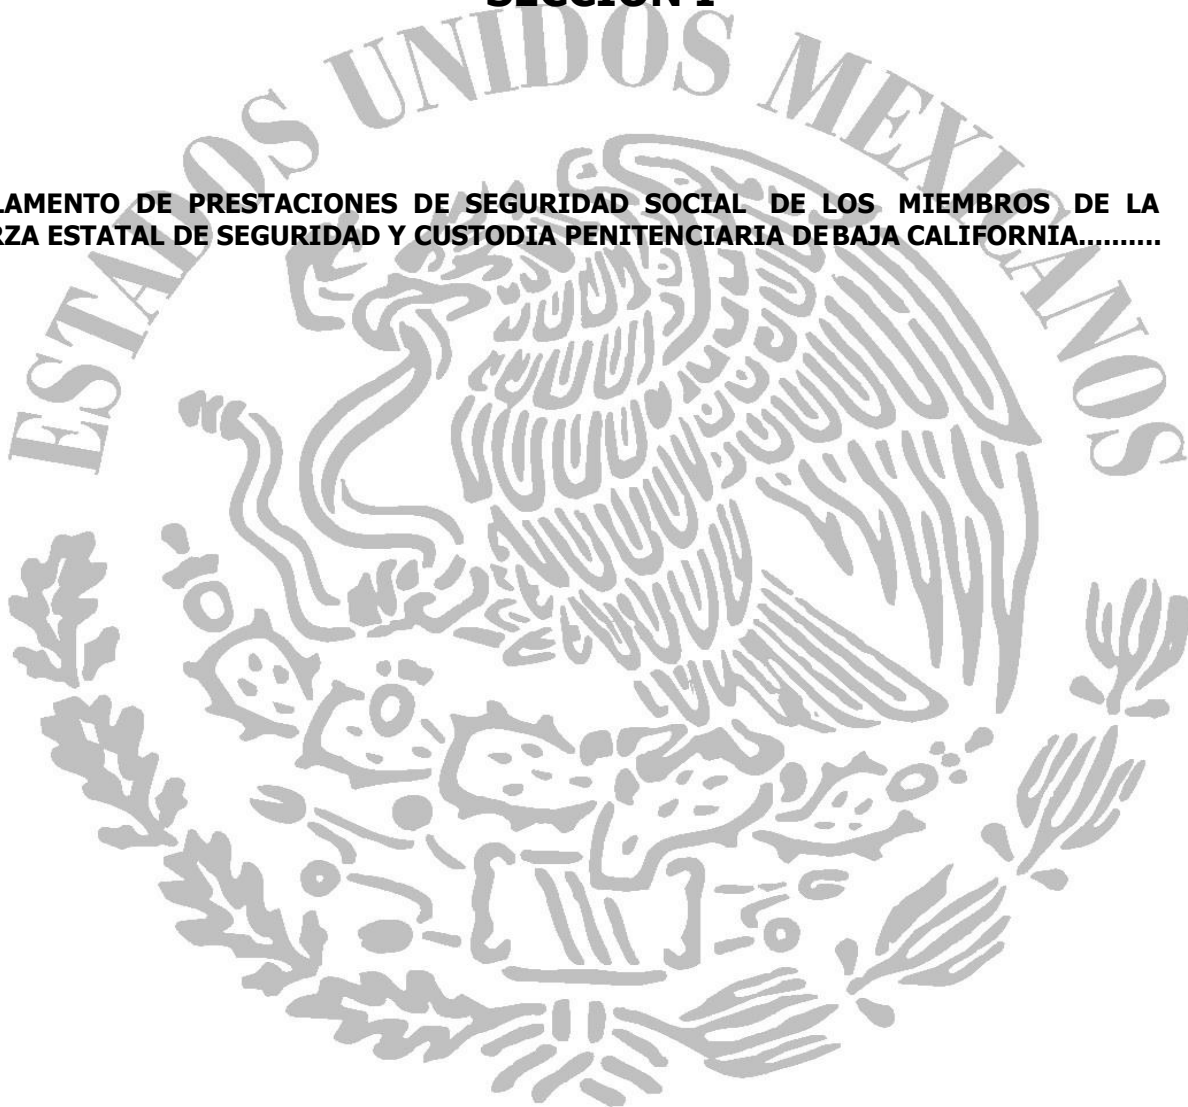 SECCIÓN I
ESTADOS UNIDOS MEXICANOS
LAMENTO DE PRESTACIONES DE SEGURIDAD SOCIAL DE LOS MIEMBROS DE LA
RZA ESTATAL DE SEGURIDAD Y CUSTODIA PENITENCIARIA DE BAJA CALIFORNIA..........